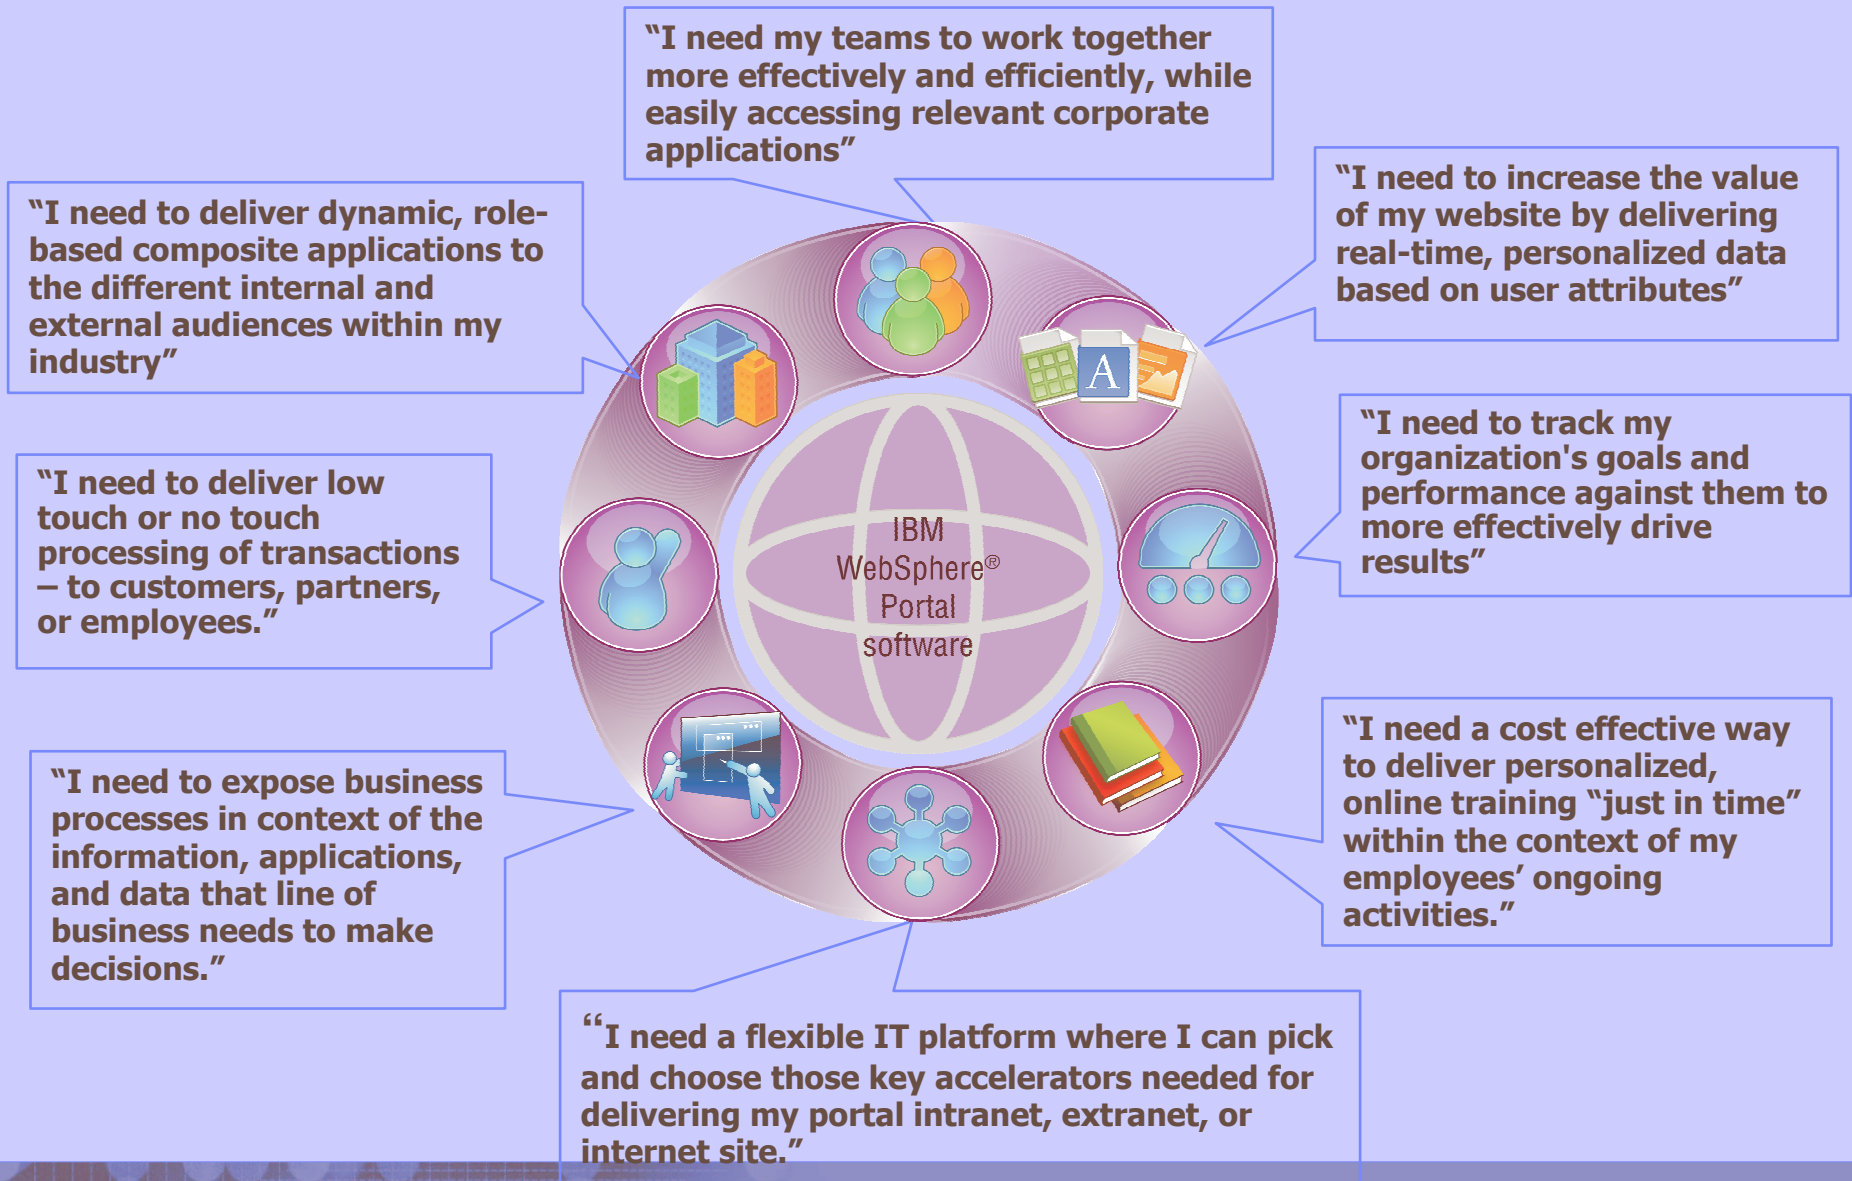 “I need my teams to work together
more effectively and efficiently, while
easily accessing relevant corporate
applications”
“I need to increase the value
of my website by delivering
real-time, personalized data
based on user attributes”
“I need to deliver dynamic, role-
based composite applications to
the different internal and
external audiences within my
industry”
A
“I need to track my
organization's goals and
performance against them to
more effectively drive
results”
“I need to deliver low
touch or no touch
processing of transactions
– to customers, partners,
or employees.”
IBM
WebSphere®
Portal
software
“I need a cost effective way
to deliver personalized,
online training “just in time”
within the context of my
employees’ ongoing
activities.”
“I need to expose business
processes in context of the
information, applications,
and data that line of
business needs to make
decisions.”
“I need a flexible IT platform where I can pick
and choose those key accelerators needed for
delivering my portal intranet, extranet, or
internet site.”